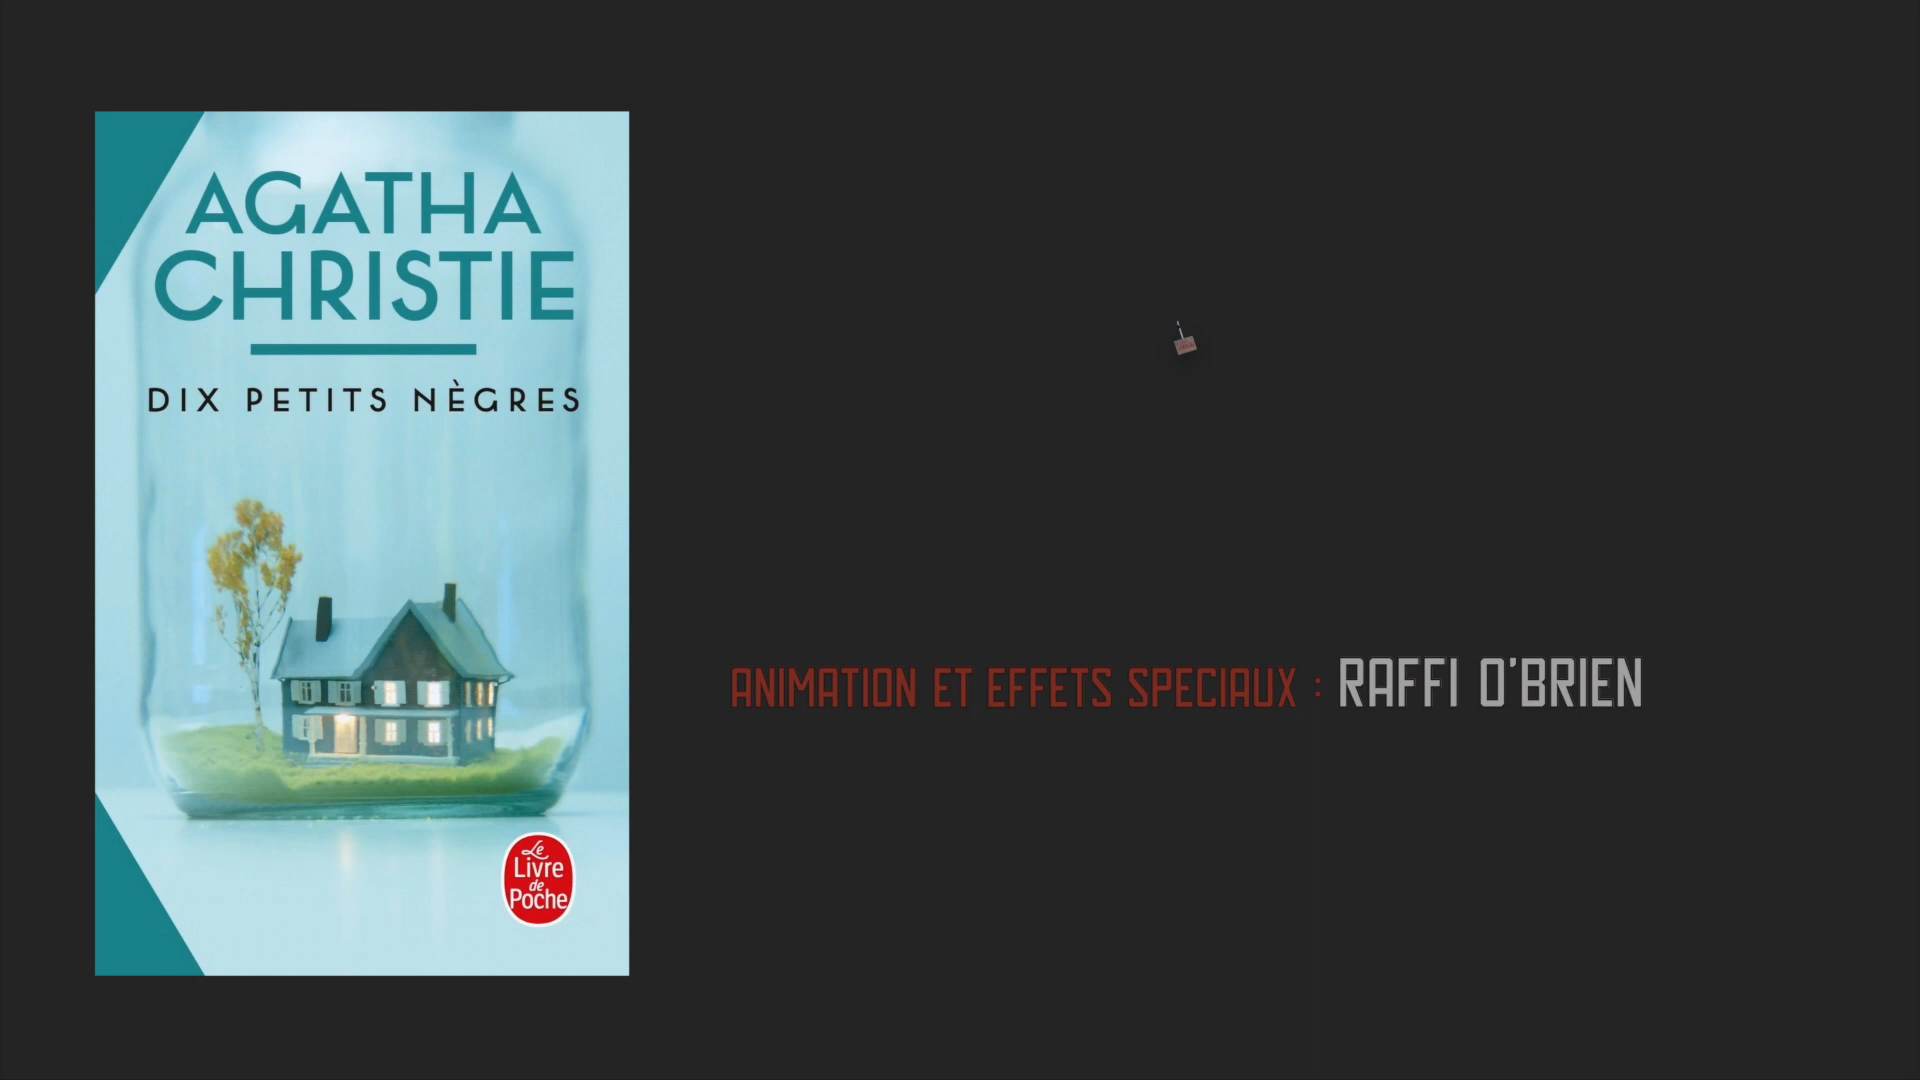 AGATHA
CHRISTIE
DIX PETITS NÈGRES
Le
Livre
de
Poche
ANIMATION ET EFFETS SPECIAUX : RAFFI O'BRIEN